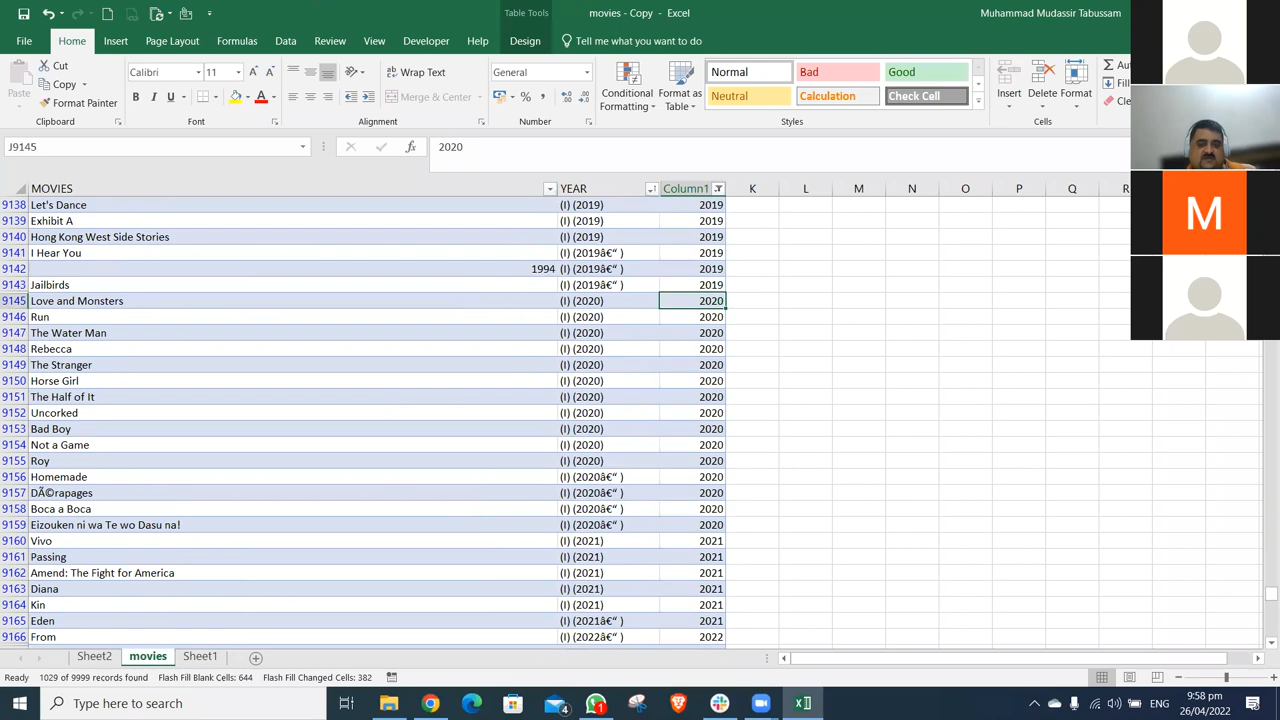 Table Tools
movies - Copy - Excel
Muhammad Mudassir Tabussam
File Home Insert Page Layout Formulas Data Review View Developer Help Design Tell me what you want to do
Cut
Copy
Paste
Format Painter
Clipboard
Calibri 11
B I U
Font
Wrap Text
Merge & Center
Alignment
General
Number
Conditional Formatting
Format as Table
Normal Bad Good
Neutral Calculation Check Cell
Styles
Insert Delete Format
Cells
Fill
M
J9145
fx
2020
MOVIES YEAR Column1 K L M N O P Q R
9138 Let's Dance (I) (2019) 2019
9139 Exhibit A (I) (2019) 2019
9140 Hong Kong West Side Stories (I) (2019) 2019
9141 I Hear You (I) (2019â€“ ) 2019
9142 1994 (I) (2019â€“ ) 2019
9143 Jailbirds (I) (2019â€“ ) 2019
9145 Love and Monsters (I) (2020) 2020
9146 Run (I) (2020) 2020
9147 The Water Man (I) (2020) 2020
9148 Rebecca (I) (2020) 2020
9149 The Stranger (I) (2020) 2020
9150 Horse Girl (I) (2020) 2020
9151 The Half of It (I) (2020) 2020
9152 Uncorked (I) (2020) 2020
9153 Bad Boy (I) (2020) 2020
9154 Not a Game (I) (2020) 2020
9155 Roy (I) (2020) 2020
9156 Homemade (I) (2020â€“ ) 2020
9157 DÃ©rapages (I) (2020â€“ ) 2020
9158 Boca a Boca (I) (2020â€“ ) 2020
9159 Eizouken ni wa Te wo Dasu na! (I) (2020â€“ ) 2020
9160 Vivo (I) (2021) 2021
9161 Passing (I) (2021) 2021
9162 Amend: The Fight for America (I) (2021) 2021
9163 Diana (I) (2021) 2021
9164 Kin (I) (2021) 2021
9165 Eden (I) (2021â€“ ) 2021
9166 From (I) (2022â€“ ) 2022
Sheet2 movies Sheet1
Ready 1029 of 9999 records found Flash Fill Blank Cells: 644 Flash Fill Changed Cells: 382
Type here to search
4
1
ENG
9:58 pm
26/04/2022